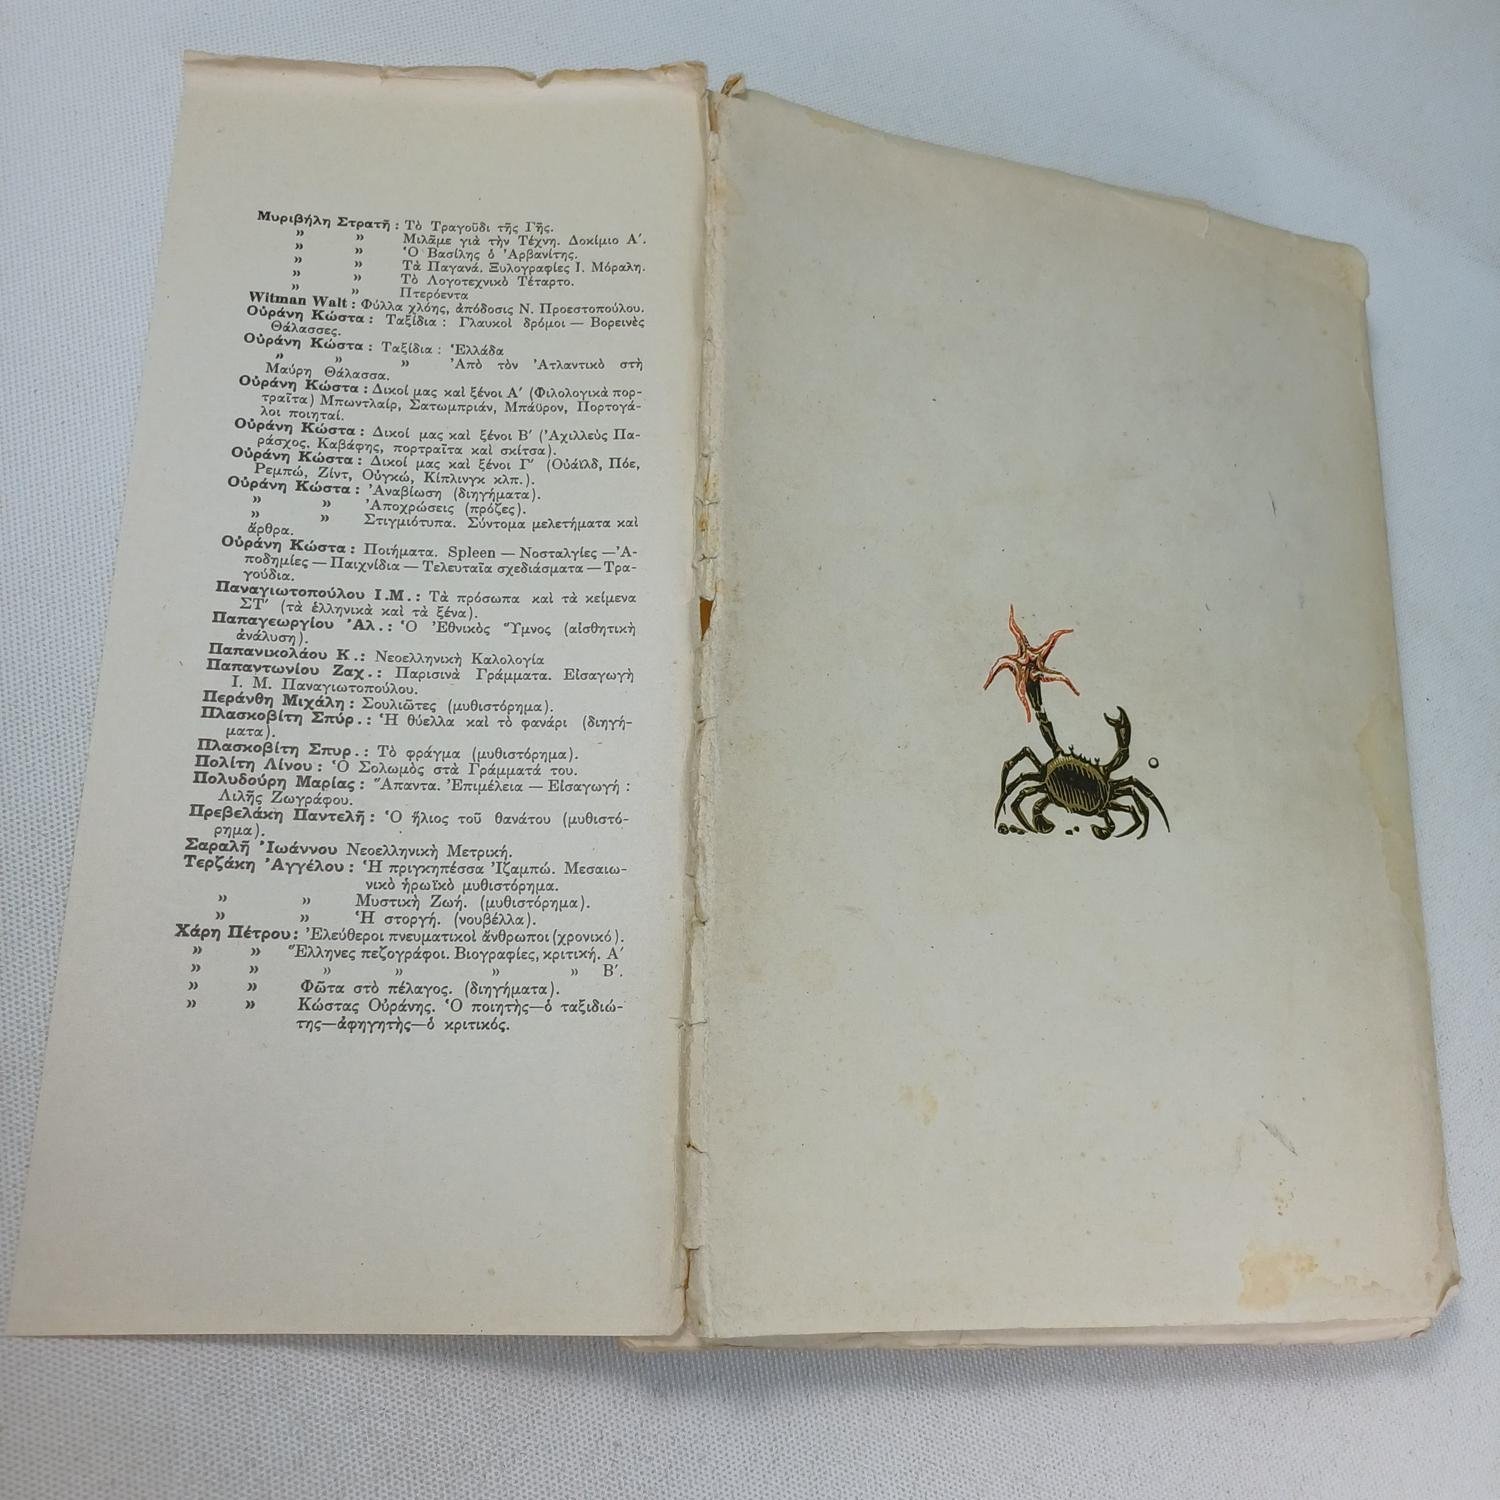 Μυριβήλη Στρατῆ : Τὸ Τραγοῦδι τῆς Γῆς.
» » Μιλᾶμε γιὰ τὴν Τέχνη. Δοκίμιο Α′.
» » Ὁ Βασίλης ὁ Ἀρβανίτης.
» » Τὰ Παγανά. Ξυλογραφίες Ι. Μόραλη.
» » Τὸ Λογοτεχνικὸ Τέταρτο.
» » Πτερόεντα
Witman Walt : Φύλλα χλόης, ἀπόδοσις Ν. Προεστοπούλου.
Οὐράνη Κώστα : Ταξίδια : Γλαυκοὶ δρόμοι — Βορεινὲς
Θάλασσες.
Οὐράνη Κώστα : Ταξίδια : Ἑλλάδα
» » » Ἀπὸ τὸν Ἀτλαντικὸ στὴ
Μαύρη Θάλασσα.
Οὐράνη Κώστα : Δικοί μας καὶ ξένοι Α′ (Φιλολογικὰ πορ-
τραῖτα) Μπωντλαίρ, Σατωμπριάν, Μπάϋρον, Πορτογά-
λοι ποιηταί.
Οὐράνη Κώστα : Δικοί μας καὶ ξένοι Β′ (Ἀχιλλεὺς Πα-
ράσχος, Καβάφης, πορτραῖτα καὶ σκίτσα).
Οὐράνη Κώστα : Δικοί μας καὶ ξένοι Γ′ (Οὐάϊλδ, Πόε,
Ρεμπώ, Ζίντ, Οὑγκώ, Κίπλινγκ κλπ.).
Οὐράνη Κώστα : Ἀναβίωση (διηγήματα).
» » Ἀποχρώσεις (πρόζες).
» » Στιγμιότυπα. Σύντομα μελετήματα καὶ
ἄρθρα.
Οὐράνη Κώστα : Ποιήματα. Spleen — Νοσταλγίες —Ἀ-
ποδημίες — Παιχνίδια — Τελευταῖα σχεδιάσματα — Τρα-
γούδια.
Παναγιωτοπούλου Ι.Μ. : Τὰ πρόσωπα καὶ τὰ κείμενα
ΣΤ′ (τὰ ἑλληνικὰ καὶ τὰ ξένα).
Παπαγεωργίου Ἀλ. : Ὁ Ἐθνικὸς Ὕμνος (αἰσθητικὴ
ἀνάλυση).
Παπανικολάου Κ. : Νεοελληνικὴ Καλολογία
Παπαντωνίου Ζαχ. : Παρισινὰ Γράμματα. Εἰσαγωγὴ
Ι. Μ. Παναγιωτοπούλου.
Περάνθη Μιχάλη : Σουλιῶτες (μυθιστόρημα).
Πλασκοβίτη Σπύρ. : Ἡ θύελλα καὶ τὸ φανάρι (διηγή-
ματα).
Πλασκοβίτη Σπυρ. : Τὸ φράγμα (μυθιστόρημα).
Πολίτη Λίνου : Ὁ Σολωμὸς στὰ Γράμματά του.
Πολυδούρη Μαρίας : Ἅπαντα. Ἐπιμέλεια — Εἰσαγωγή :
Λιλῆς Ζωγράφου.
Πρεβελάκη Παντελῆ : Ὁ ἥλιος τοῦ θανάτου (μυθιστό-
ρημα).
Σαραλῆ Ἰωάννου Νεοελληνικὴ Μετρική.
Τερζάκη Ἀγγέλου : Ἡ πριγκηπέσσα Ἰζαμπώ. Μεσαιω-
νικὸ ἡρωϊκὸ μυθιστόρημα.
» » Μυστικὴ Ζωή. (μυθιστόρημα).
» » Ἡ στοργή. (νουβέλλα).
Χάρη Πέτρου : Ἐλεύθεροι πνευματικοὶ ἄνθρωποι (χρονικό).
» » Ἕλληνες πεζογράφοι. Βιογραφίες, κριτική. Α′
» » » » » » Β′.
» » Φῶτα στὸ πέλαγος. (διηγήματα).
» » Κώστας Οὐράνης. Ὁ ποιητὴς—ὁ ταξιδιώ-
της—ἀφηγητὴς—ὁ κριτικός.